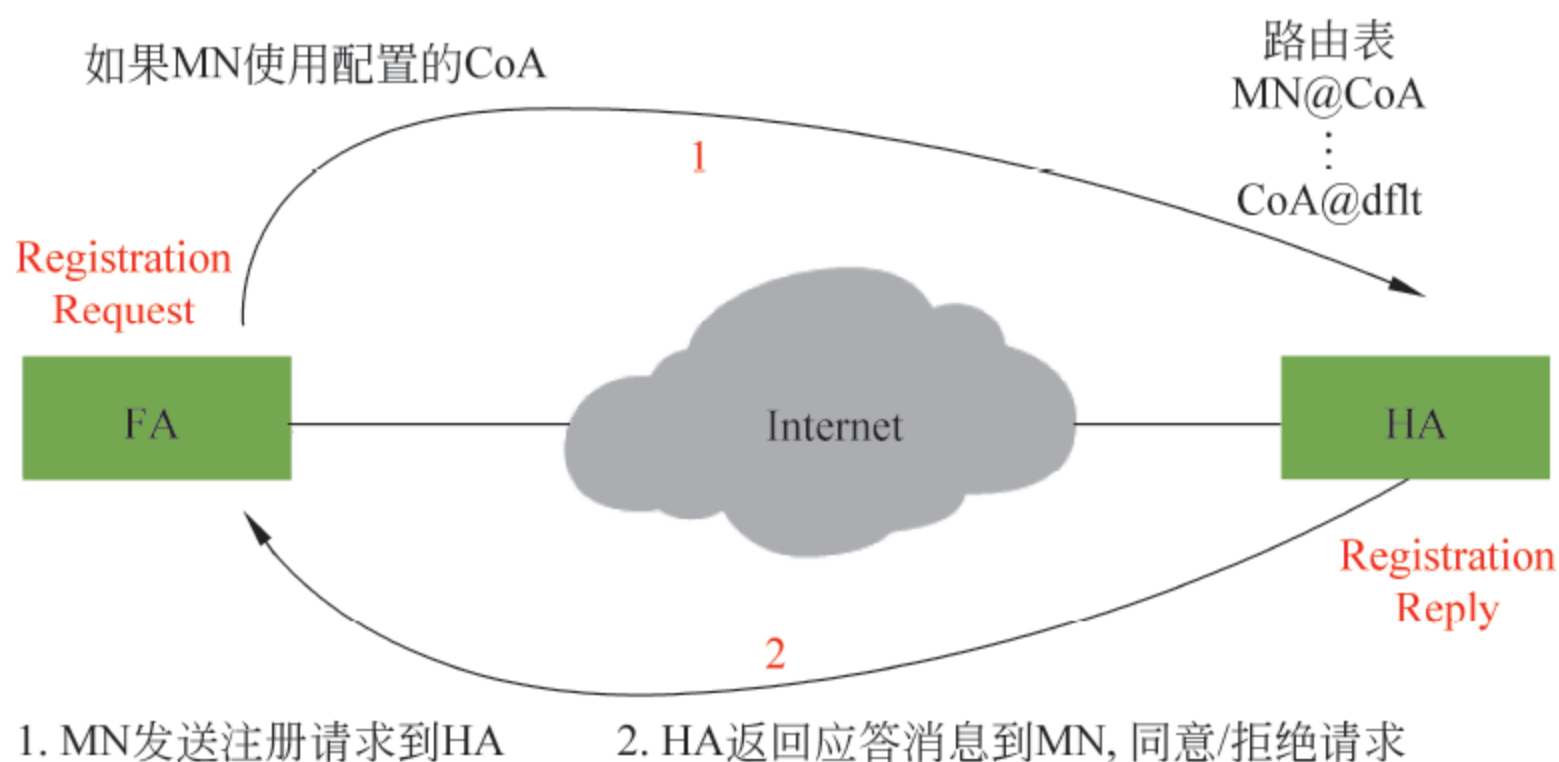 如果MN使用配置的CoA
路由表
MN@CoA
⋮
CoA@dflt
1
Registration
Request
FA
Internet
HA
Registration
Reply
2
1. MN发送注册请求到HA
2. HA返回应答消息到MN, 同意/拒绝请求